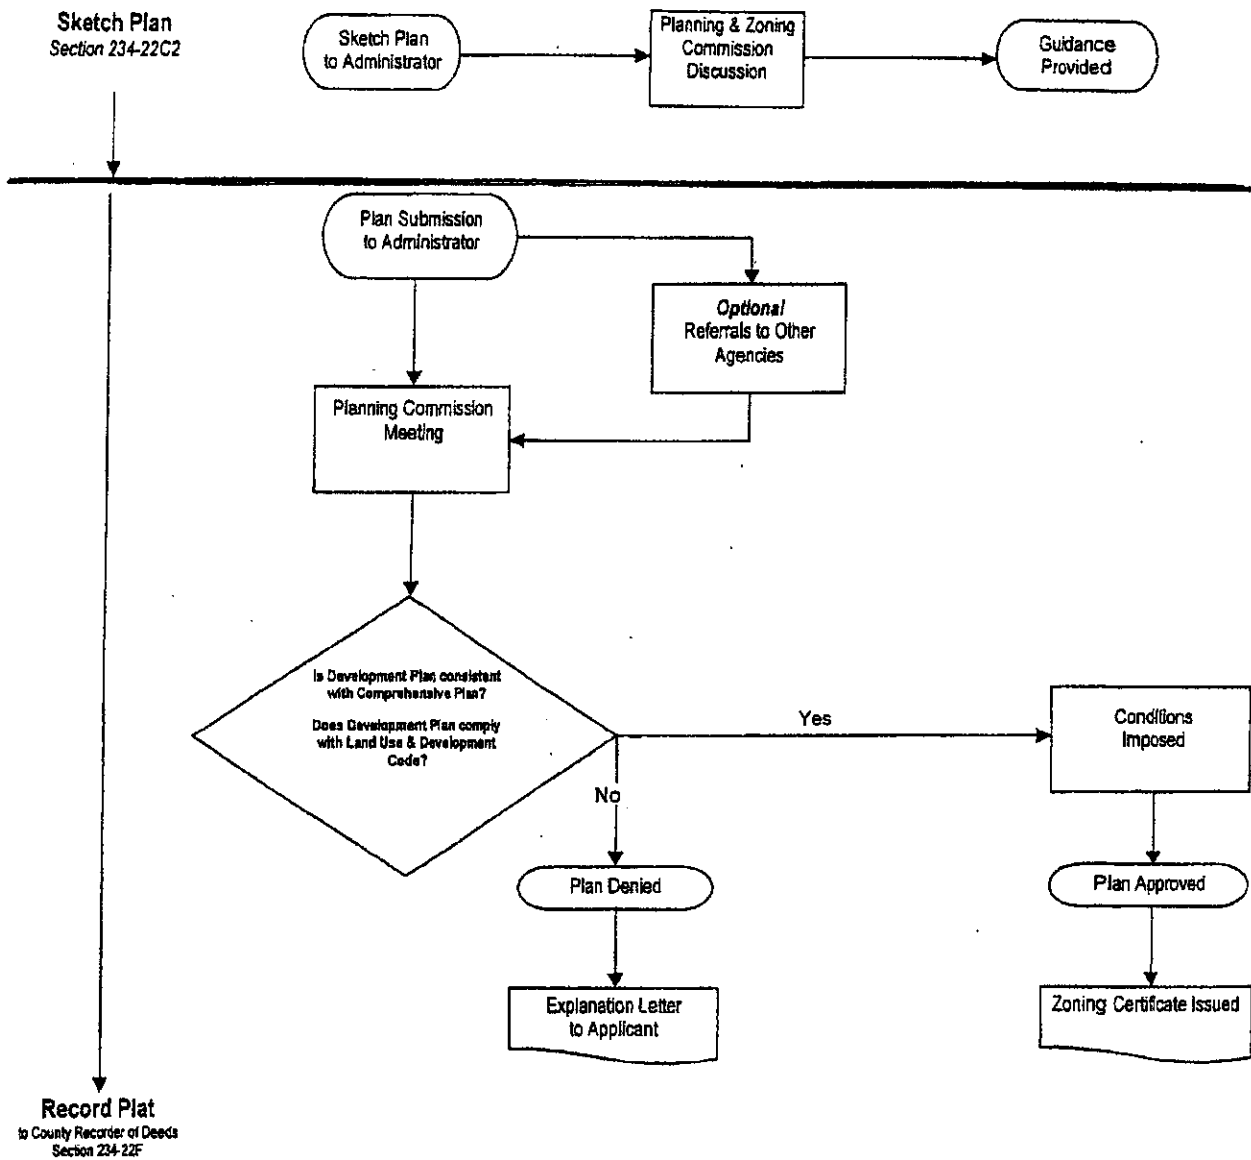 Sketch Plan
Section 234-22C2
Sketch Plan
to Administrator
Planning & Zoning
Commission
Discussion
Guidance
Provided
Plan Submission
to Administrator
Optional
Referrals to Other
Agencies
Planning Commission
Meeting
Is Development Plan consistent
with Comprehensive Plan?
Does Development Plan comply
with Land Use & Development
Code?
Yes
Conditions
Imposed
No
Plan Denied
Plan Approved
Explanation Letter
to Applicant
Zoning Certificate Issued
Record Plat
to County Recorder of Deeds
Section 234-22F